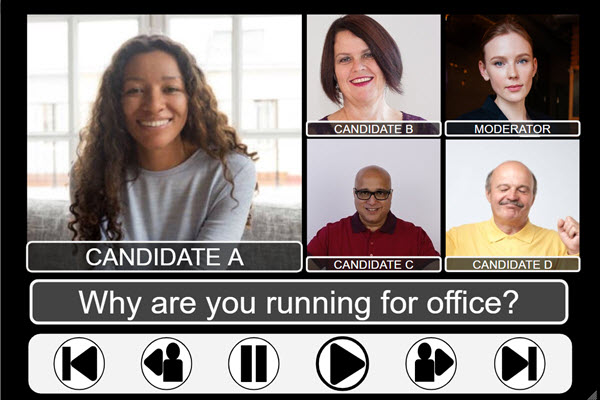 CANDIDATE B
MODERATOR
CANDIDATE A
CANDIDATE C
CANDIDATE D
Why are you running for office?